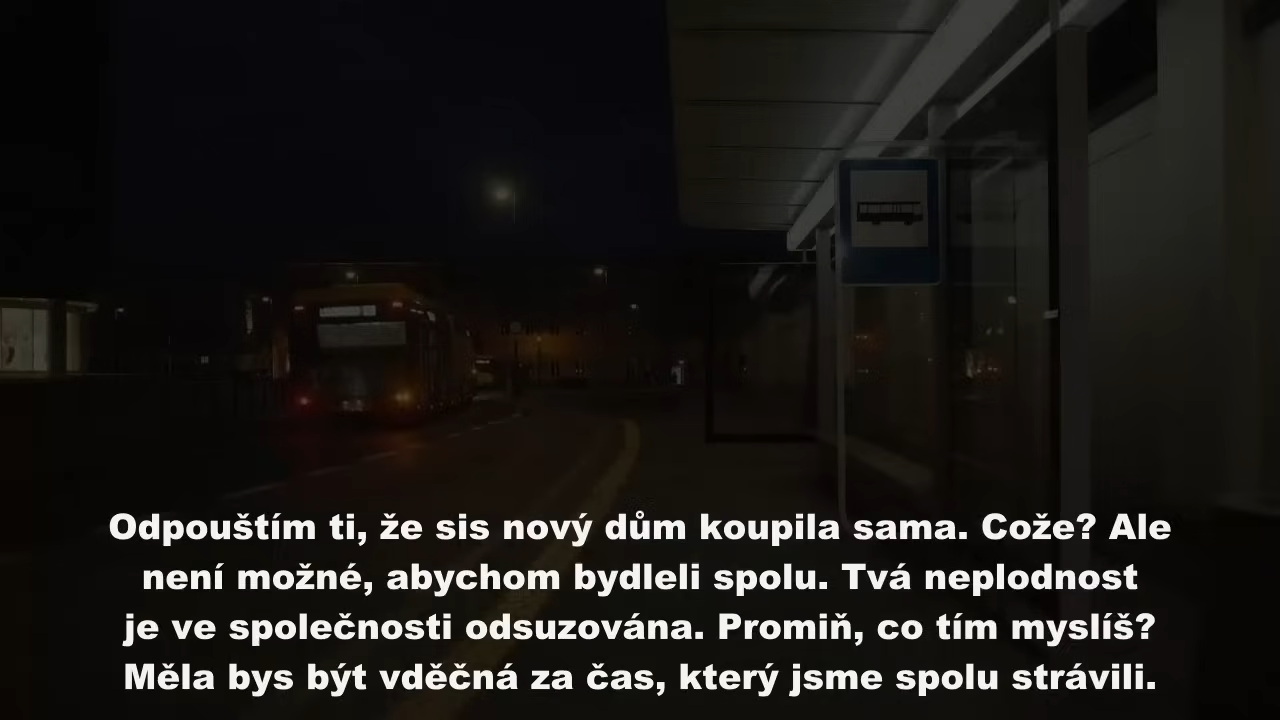 Odpouštím ti, že sis nový dům koupila sama. Cože? Ale
není možné, abychom bydleli spolu. Tvá neplodnost
je ve společnosti odsuzována. Promiň, co tím myslíš?
Měla bys být vděčná za čas, který jsme spolu strávili.